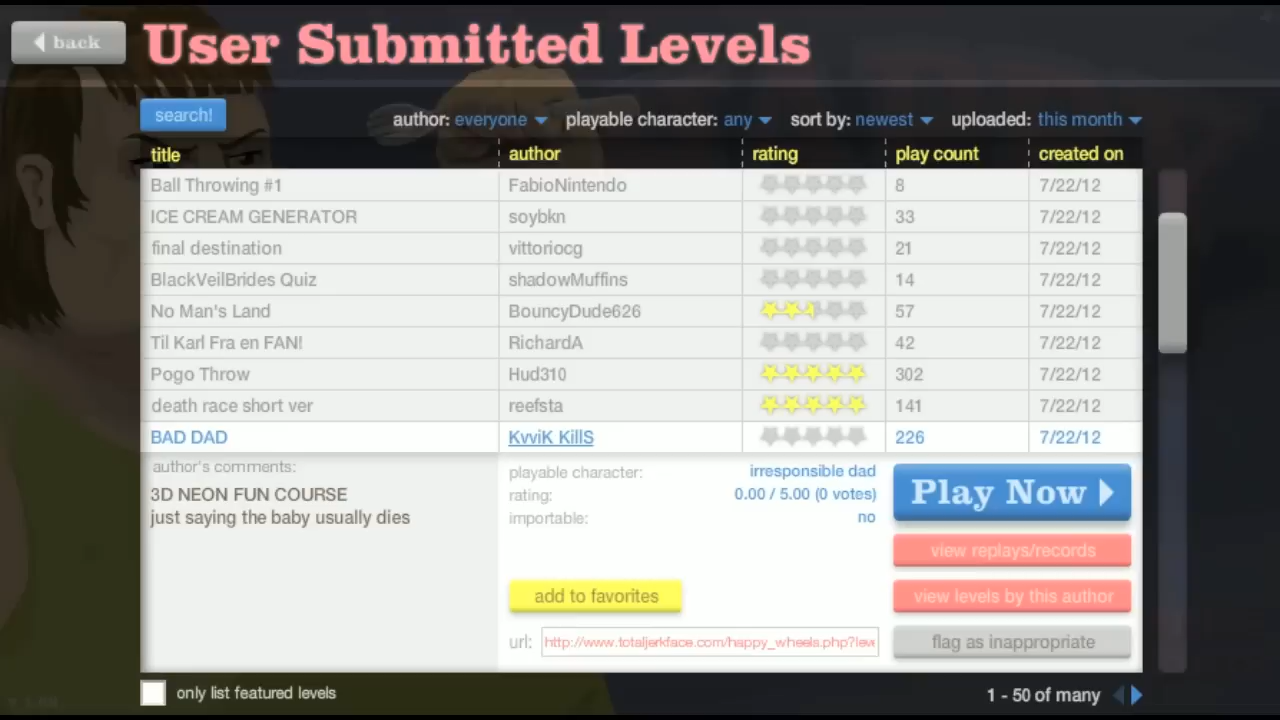 back
User Submitted Levels
search!
author: everyone playable character: any sort by: newest uploaded: this month
title author rating play count created on
Ball Throwing #1 FabioNintendo 8 7/22/12
ICE CREAM GENERATOR soybkn 33 7/22/12
final destination vittoriocg 21 7/22/12
BlackVeilBrides Quiz shadowMuffins 14 7/22/12
No Man's Land BouncyDude626 57 7/22/12
Til Karl Fra en FAN! RichardA 42 7/22/12
Pogo Throw Hud310 302 7/22/12
death race short ver reefsta 141 7/22/12
BAD DAD KvviK KillS 226 7/22/12
author's comments:
3D NEON FUN COURSE
just saying the baby usually dies
playable character: irresponsible dad
rating: 0.00 / 5.00 (0 votes)
importable: no
add to favorites
url: http://www.totaljerkface.com/happy_wheels.php?lev
Play Now
view replays/records
view levels by this author
flag as inappropriate
only list featured levels
1 - 50 of many